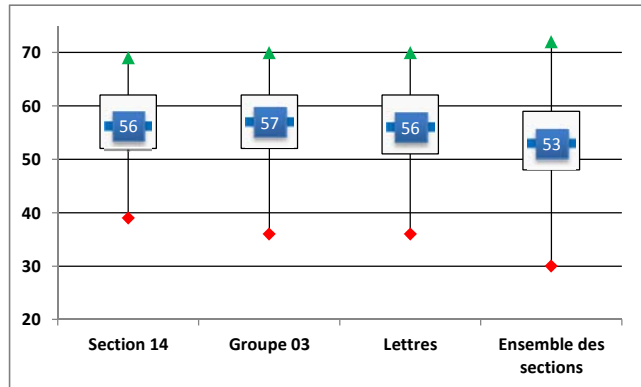 70
60
50
40
30
20
56
57
56
53
Section 14
Groupe 03
Lettres
Ensemble des
sections